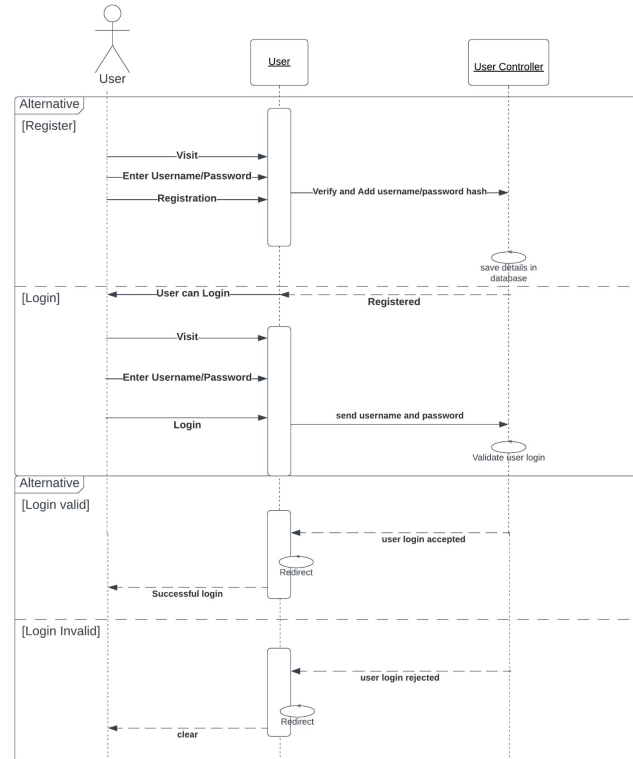 User
User
User Controller
Alternative
[Register]
Visit
Enter Username/Password
Verify and Add username/password hash
Registration
save details in
database
[Login]
User can Login
Registered
Visit
Enter Username/Password
send username and password
Login
Validate user login
Alternative
[Login valid]
user login accepted
Redirect
Successful login
[Login Invalid]
user login rejected
Redirect
clear